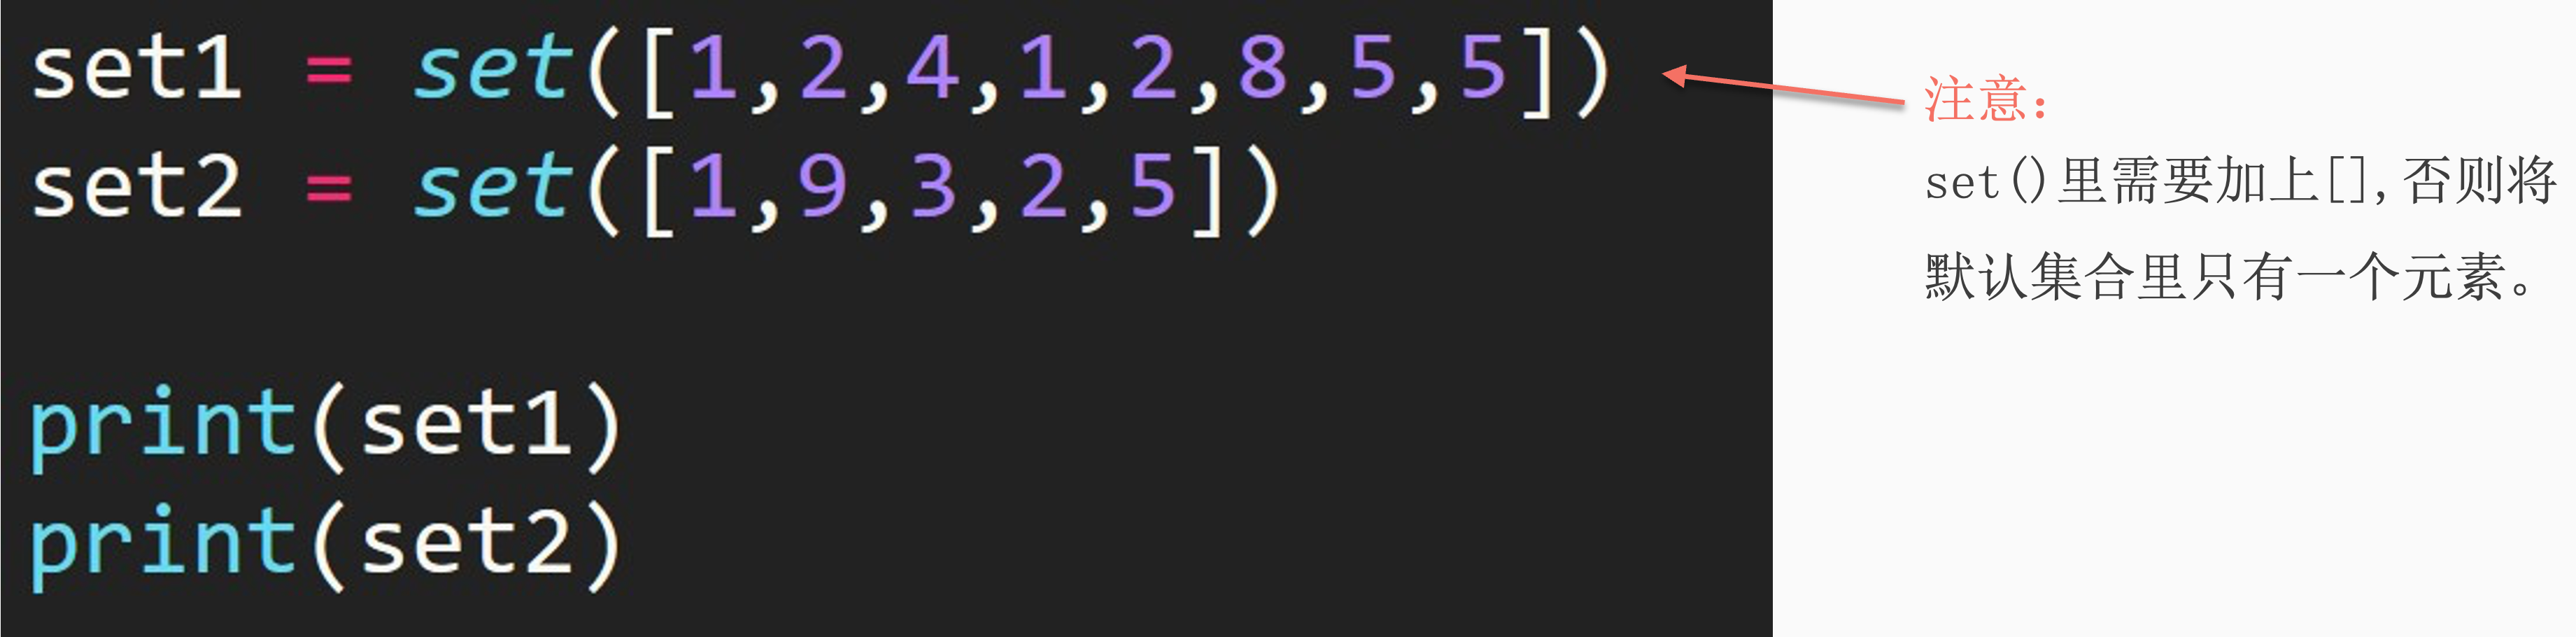 set1 = set([1,2,4,1,2,8,5,5])
set2 = set([1,9,3,2,5])
print(set1)
print(set2)
注意：
set()里需要加上[],否则将
默认集合里只有一个元素。